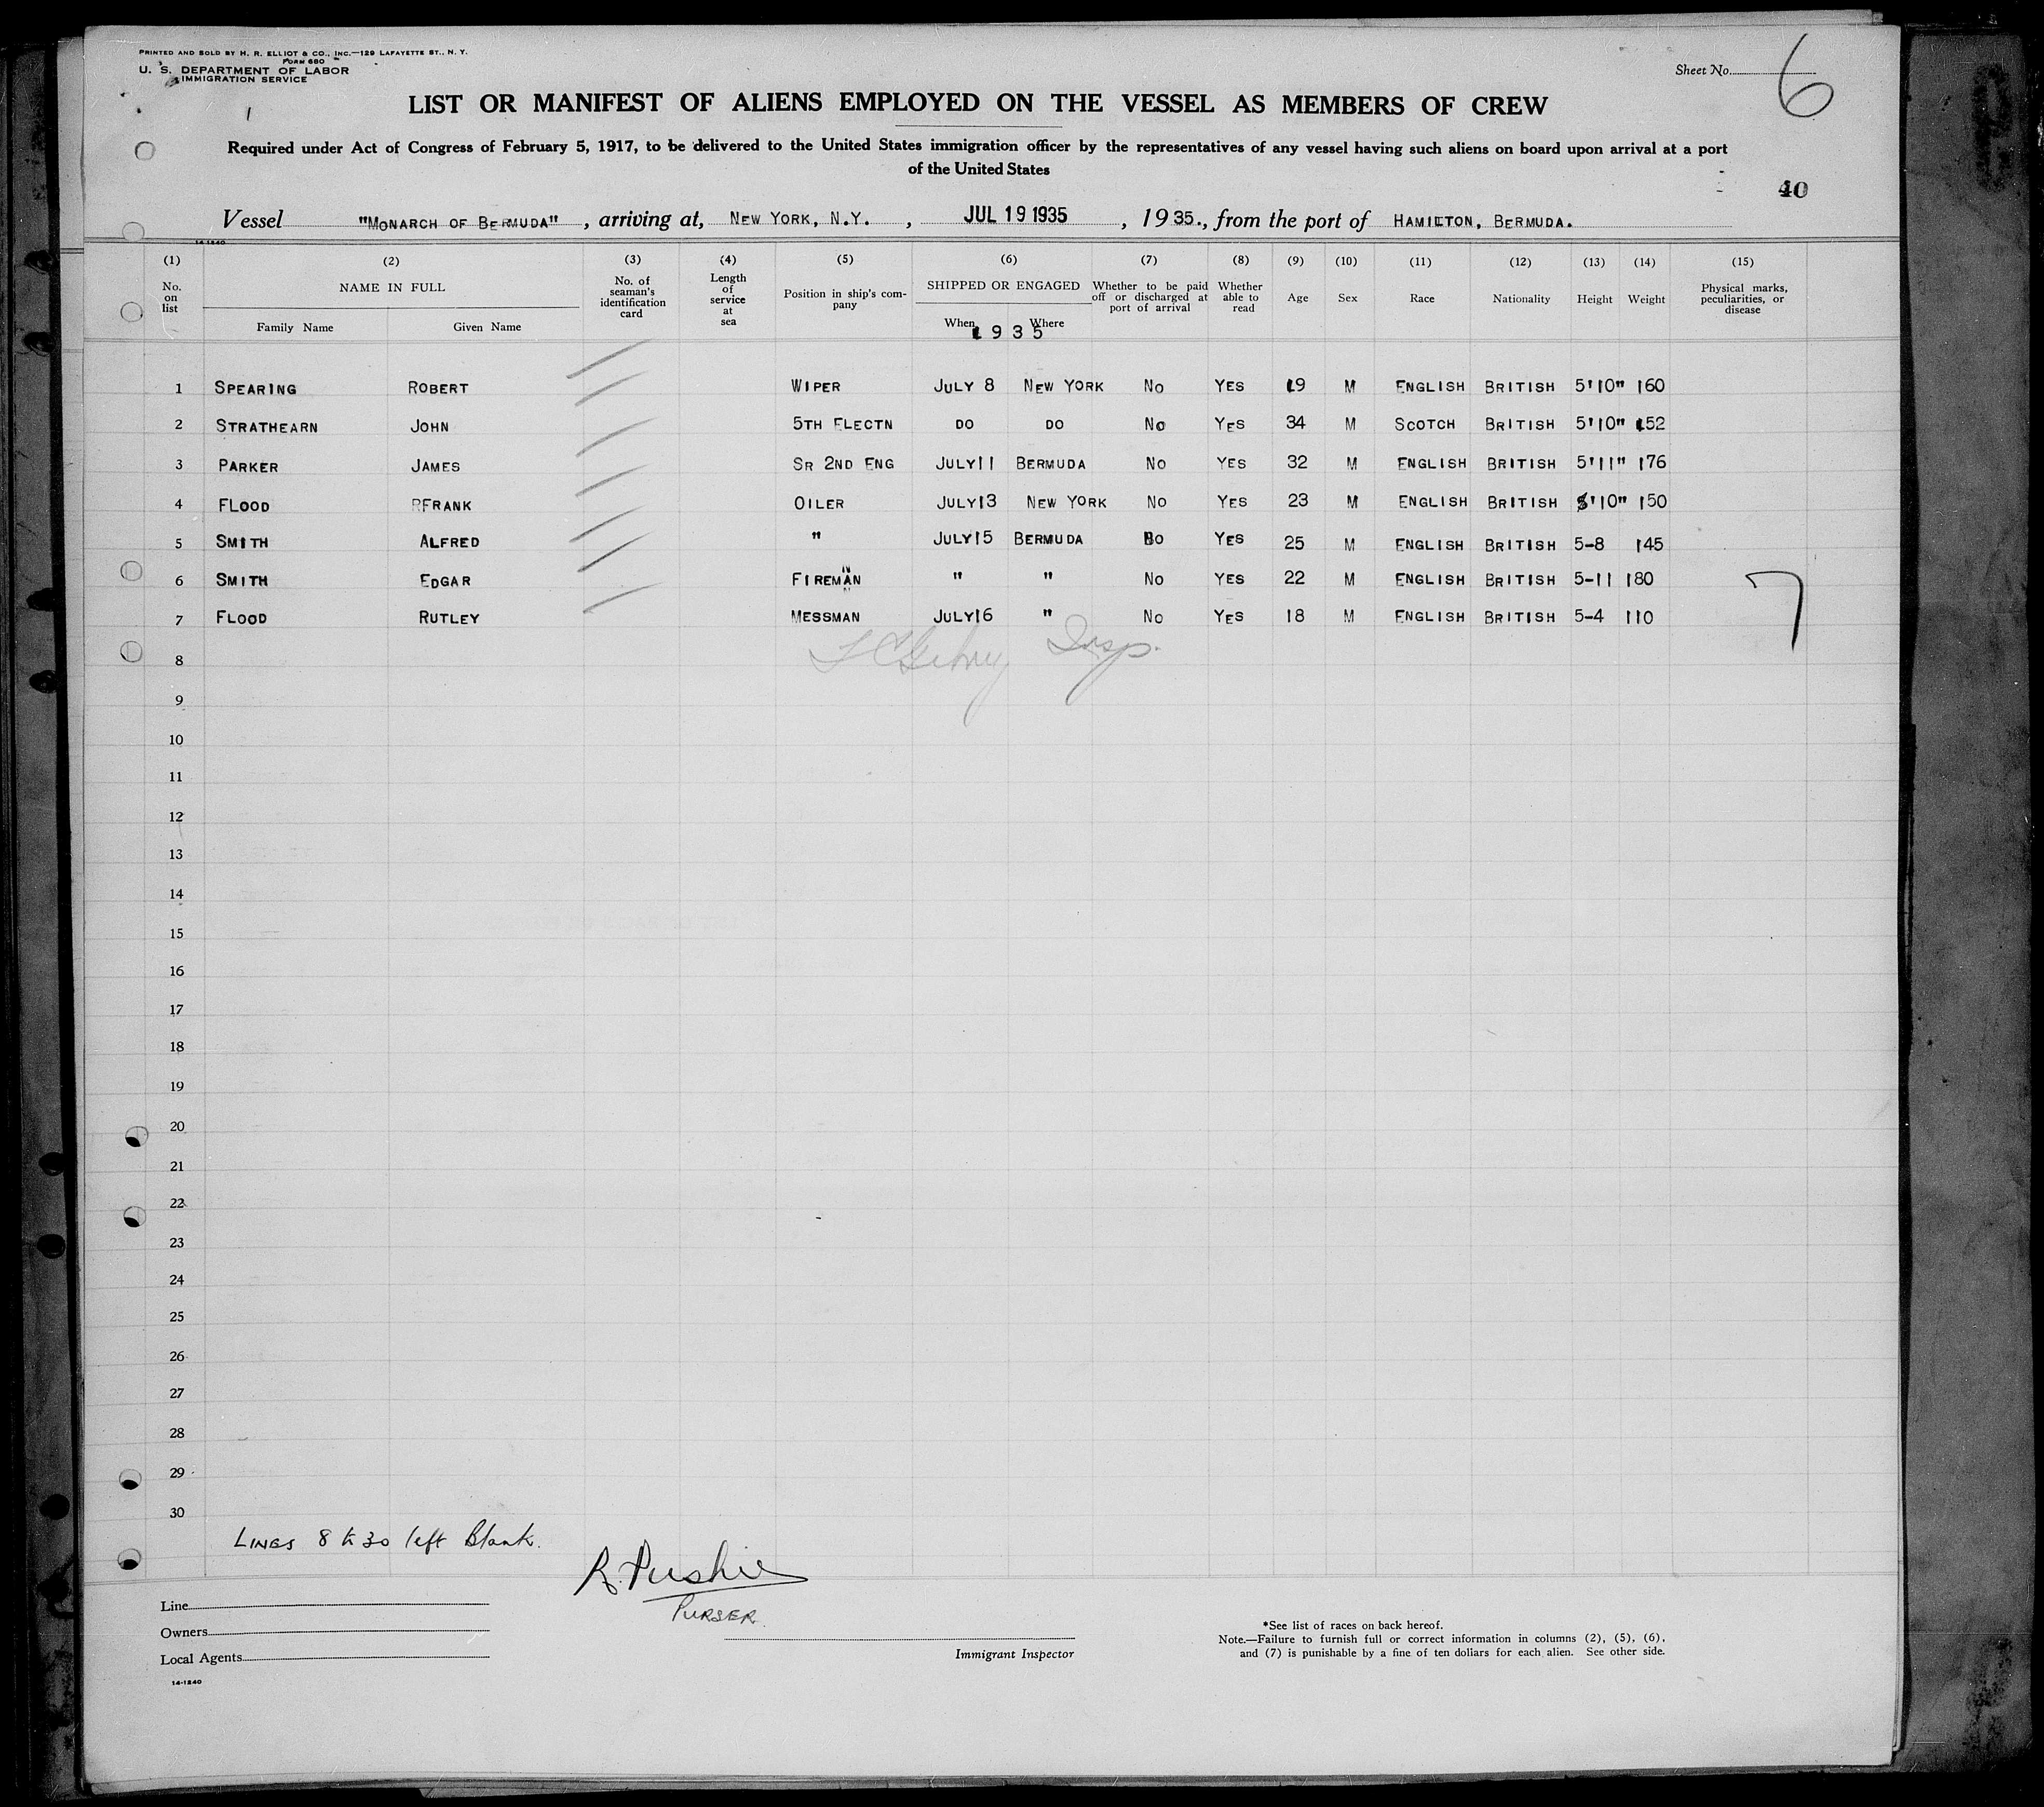 PRINTED AND SOLD BY H. R. ELLIOT & CO., INC.—129 LAFAYETTE ST., N. Y.
FORM 680
U. S. DEPARTMENT OF LABOR
IMMIGRATION SERVICE
Sheet No. 6
LIST OR MANIFEST OF ALIENS EMPLOYED ON THE VESSEL AS MEMBERS OF CREW
Required under Act of Congress of February 5, 1917, to be delivered to the United States immigration officer by the representatives of any vessel having such aliens on board upon arrival at a port
of the United States
40
Vessel "MONARCH OF BERMUDA", arriving at, NEW YORK, N.Y., JUL 19 1935, 1935., from the port of HAMILTON, BERMUDA.
14-1240
(1) (2) (3) (4) (5) (6) (7) (8) (9) (10) (11) (12) (13) (14) (15)
No. on list NAME IN FULL Family Name Given Name No. of seaman's identification card Length of service at sea Position in ship's company SHIPPED OR ENGAGED When Where Whether to be paid off or discharged at port of arrival Whether able to read Age Sex Race Nationality Height Weight Physical marks, peculiarities, or disease
1935
1 SPEARING ROBERT WIPER JULY 8 NEW YORK No YES 19 M ENGLISH BRITISH 5'10" 160
2 STRATHEARN JOHN 5TH ELECTN DO DO No YES 34 M SCOTCH BRITISH 5'10" 152
3 PARKER JAMES SR 2ND ENG JULY11 BERMUDA No YES 32 M ENGLISH BRITISH 5'11" 176
4 FLOOD FRANK OILER JULY13 NEW YORK No YES 23 M ENGLISH BRITISH 5'10" 150
5 SMITH ALFRED " JULY15 BERMUDA No YES 25 M ENGLISH BRITISH 5-8 145
6 SMITH EDGAR FIREMAN " " No YES 22 M ENGLISH BRITISH 5-11 180
7 FLOOD RUTLEY MESSMAN JULY16 " No YES 18 M ENGLISH BRITISH 5-4 110
7
Insp.
8
9
10
11
12
13
14
15
16
17
18
19
20
21
22
23
24
25
26
27
28
29
30
LINES 8 to 30 left Blank.
R. Pushie
PURSER
Line
Owners
Local Agents
Immigrant Inspector
*See list of races on back hereof.
Note.—Failure to furnish full or correct information in columns (2), (5), (6),
and (7) is punishable by a fine of ten dollars for each alien. See other side.
14-1240